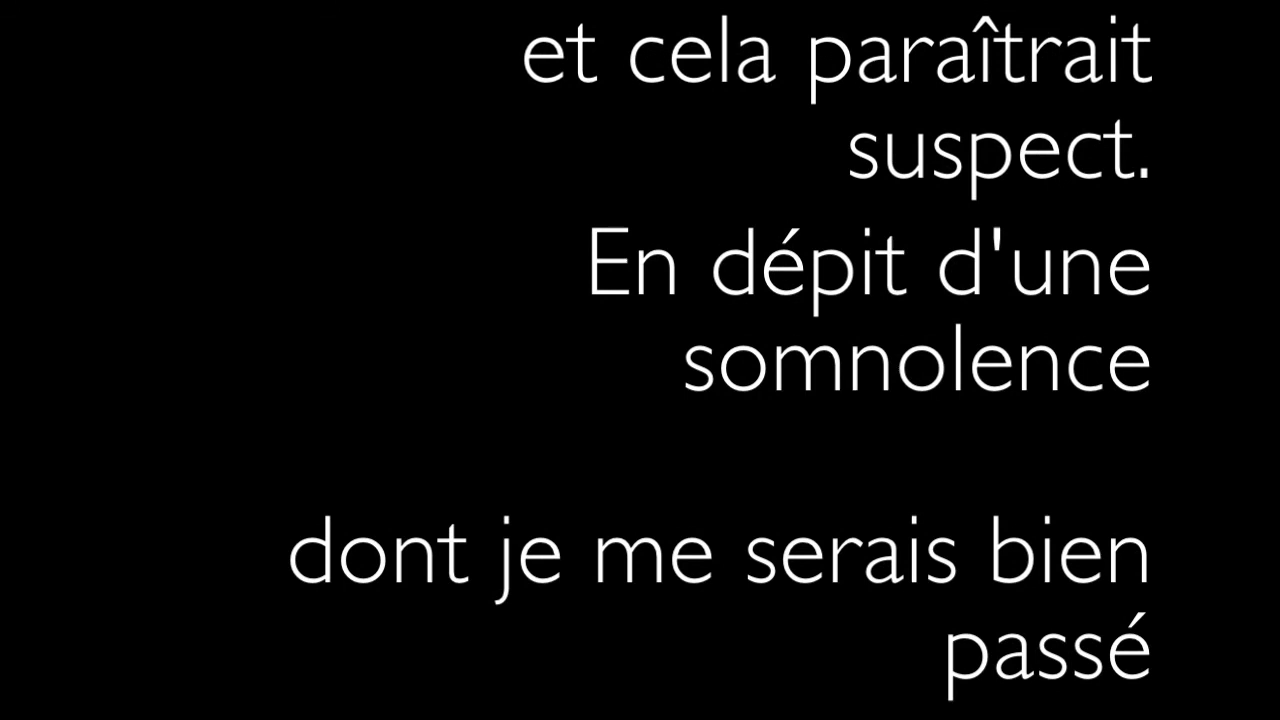 et cela paraîtrait
suspect.
En dépit d'une
somnolence
dont je me serais bien
passé